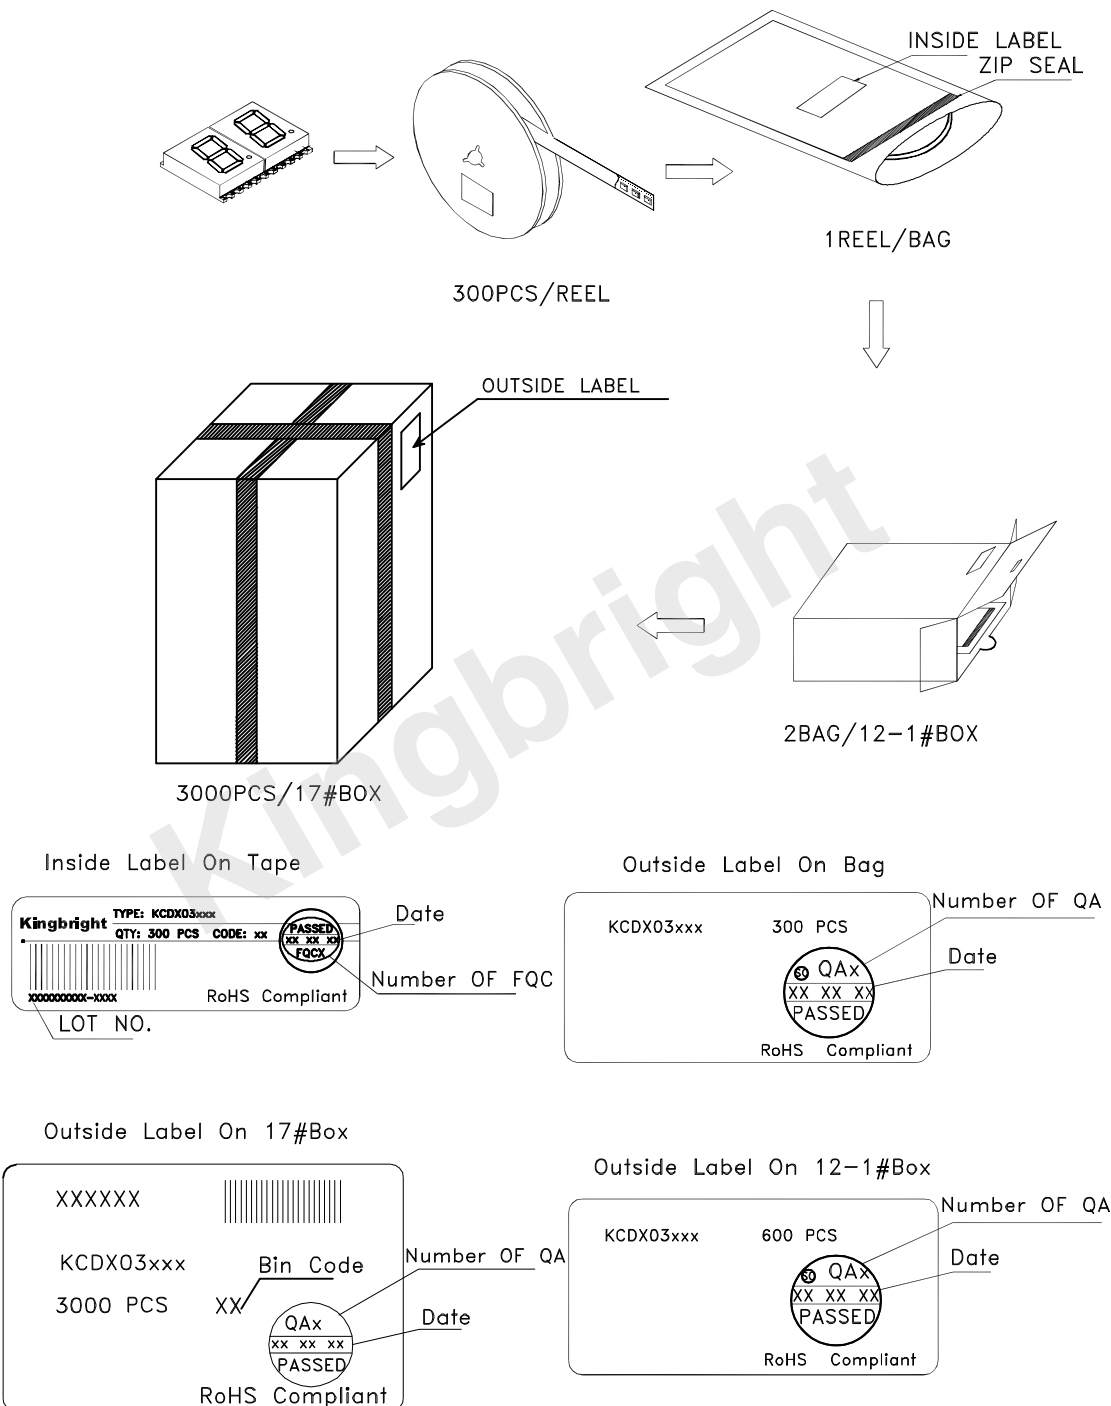 INSIDE LABEL
ZIP SEAL
1REEL/BAG
300PCS/REEL
OUTSIDE LABEL
2BAG/12-1#BOX
3000PCS/17#BOX
Kingbright
Inside Label On Tape
Kingbright
TYPE: KCDX03xxx
QTY: 300 PCS CODE: xx
PASSED
XX XX XX
FQCX
Date
Number OF FQC
XXXXXXXXXX-XXXX
RoHS Compliant
LOT NO.
Outside Label On Bag
KCDX03xxx 300 PCS
Number OF QA
QAx
Date
XX XX XX
PASSED
RoHS Compliant
Outside Label On 17#Box
XXXXXX
KCDX03xxx
Bin Code
3000 PCS XX
Number OF QA
QAx
Date
XX XX XX
PASSED
RoHS Compliant
Outside Label On 12-1#Box
KCDX03xxx 600 PCS
Number OF QA
QAx
Date
XX XX XX
PASSED
RoHS Compliant